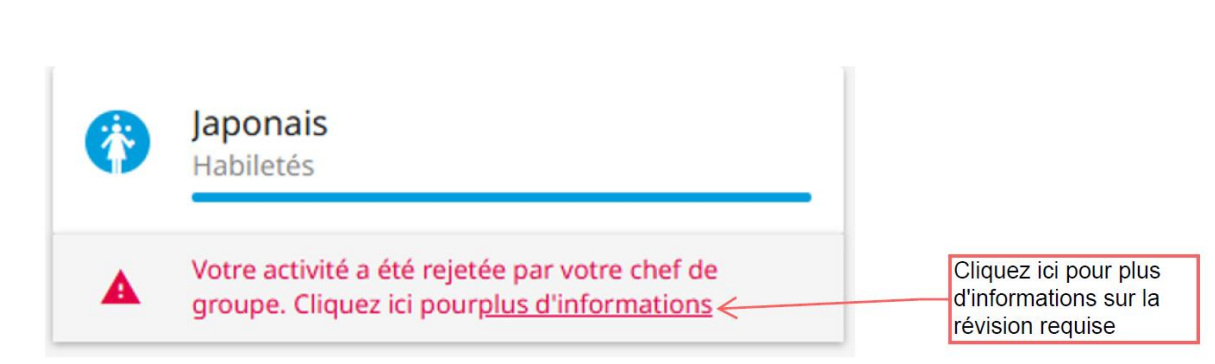 Japonais
Habiletés
Votre activité a été rejetée par votre chef de
groupe. Cliquez ici pourplus d'informations
Cliquez ici pour plus
d'informations sur la
révision requise